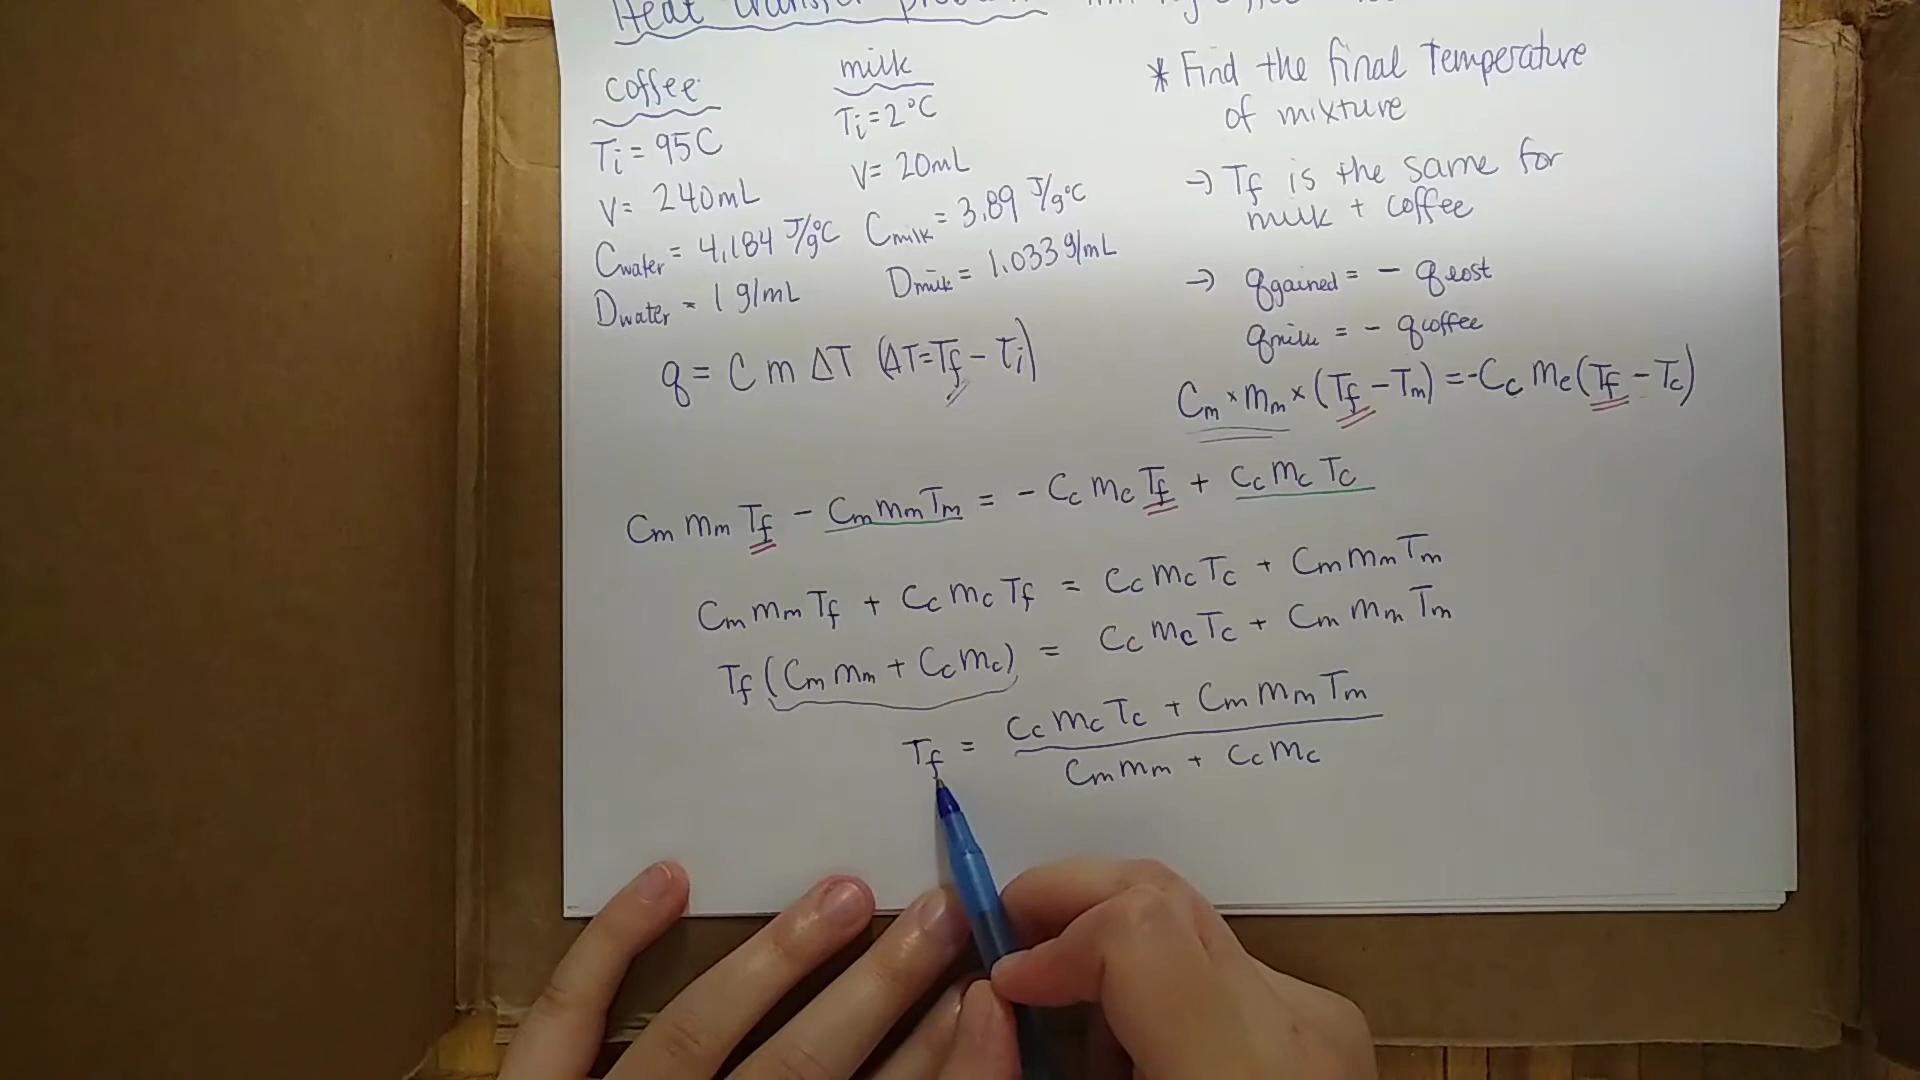 Heat transfer
coffee
Ti = 95C
V = 240mL
Cwater = 4.184 J/g°C
Dwater = 1 g/mL
milk
Ti = 2°C
V = 20mL
Cmilk = 3.89 J/g°C
Dmilk = 1.033 g/mL
q = C m ΔT (ΔT = Tf - Ti)
* Find the final Temperature
of mixture
→ Tf is the same for
milk + coffee
→ qgained = - qlost
qmilk = - qcoffee
Cm × mm × (Tf - Tm) = -Cc mc (Tf - Tc)
Cm mm Tf - Cm mm Tm = - Cc mc Tf + Cc mc Tc
Cm mm Tf + Cc mc Tf = Cc mc Tc + Cm mm Tm
Tf (Cm mm + Cc mc) = Cc mc Tc + Cm mm Tm
Tf = Cc mc Tc + Cm mm Tm
Cm mm + Cc mc